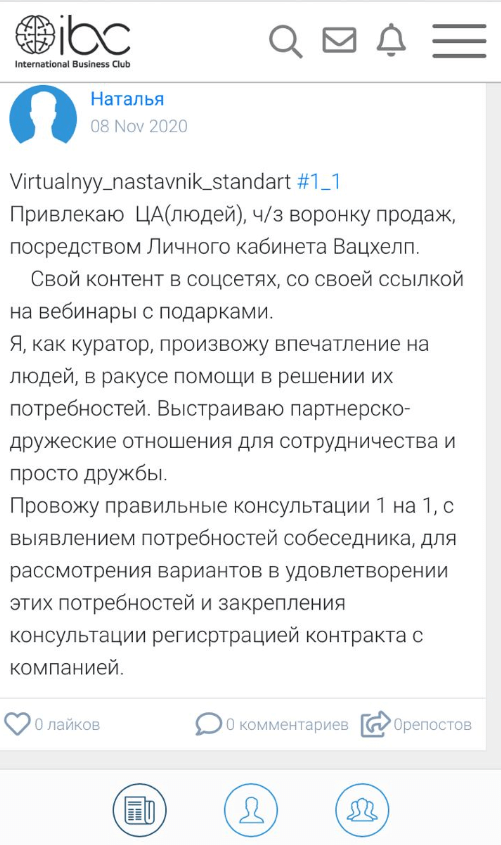 ibc
International Business Club
Наталья
08 Nov 2020
Virtualnyy_nastavnik_standart #1_1
Привлекаю ЦА(людей), ч/з воронку продаж,
посредством Личного кабинета Вацхелп.
Свой контент в соцсетях, со своей ссылкой
на вебинары с подарками.
Я, как куратор, произвожу впечатление на
людей, в ракусе помощи в решении их
потребностей. Выстраиваю партнерско-
дружеские отношения для сотрудничества и
просто дружбы.
Провожу правильные консультации 1 на 1, с
выявлением потребностей собеседника, для
рассмотрения вариантов в удовлетворении
этих потребностей и закрепления
консультации регисртрацией контракта с
компанией.
0 лайков
0 комментариев
0репостов